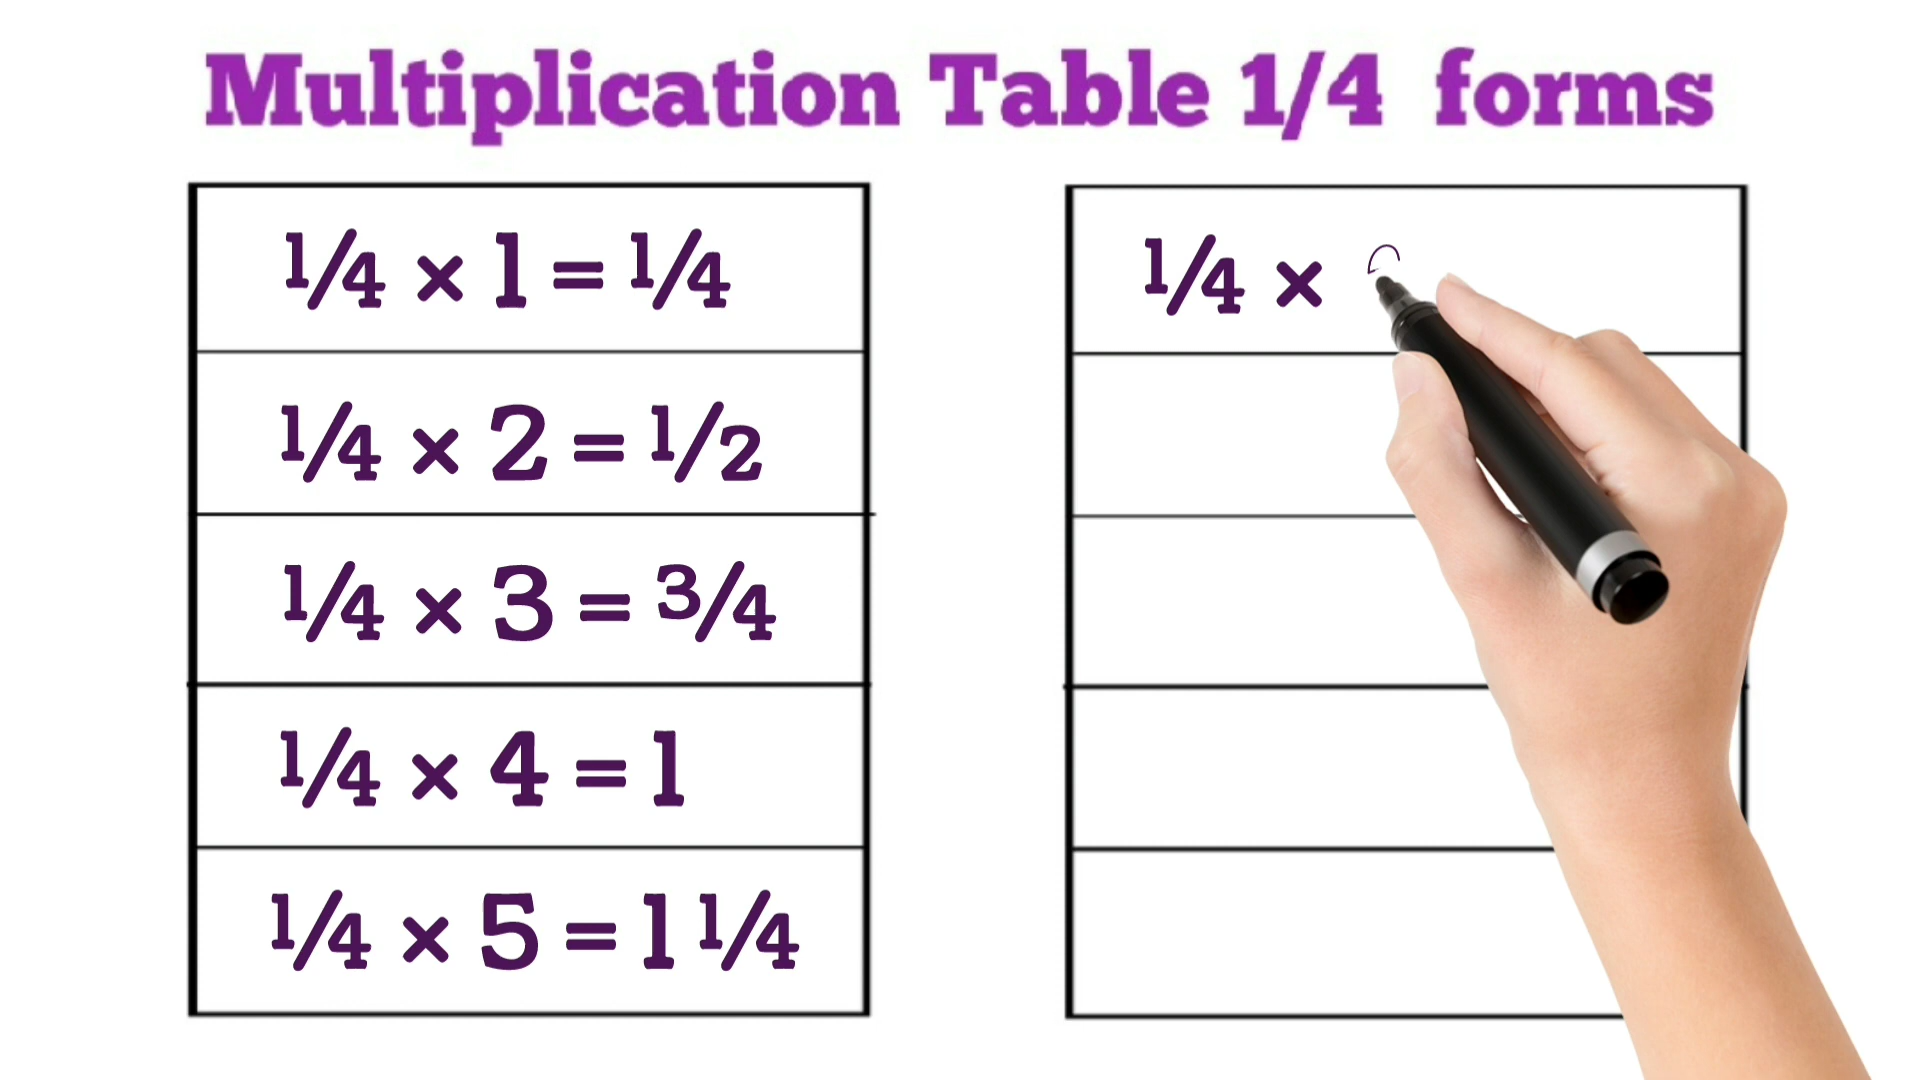 Multiplication Table 1/4 forms
¼ × 1 = ¼
¼ × 2 = ½
¼ × 3 = ¾
¼ × 4 = 1
¼ × 5 = 1 ¼
¼ ×